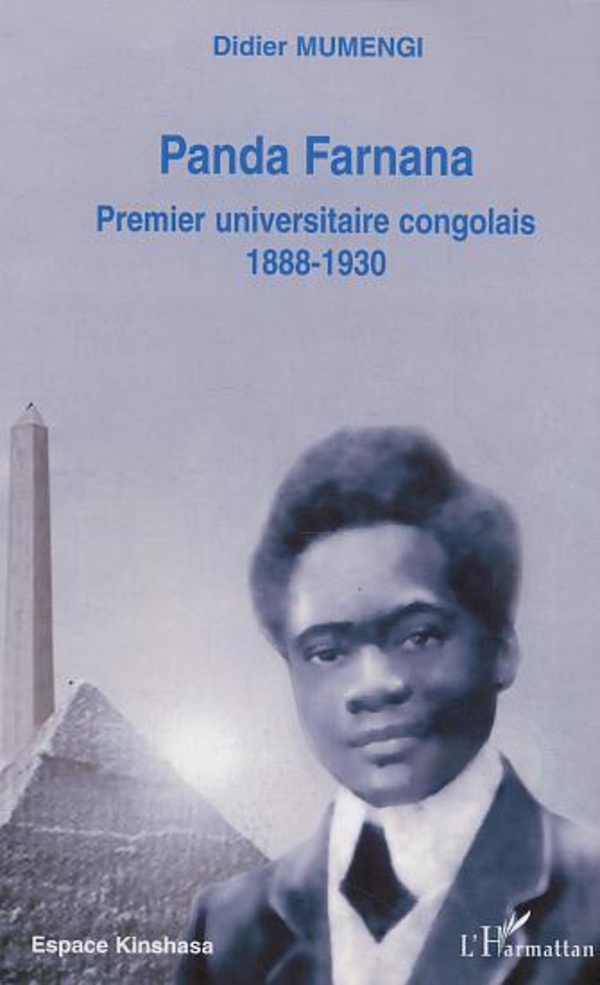 Didier MUMENGI
Panda Farnana
Premier universitaire congolais
1888-1930
Espace Kinshasa
L'Harmattan